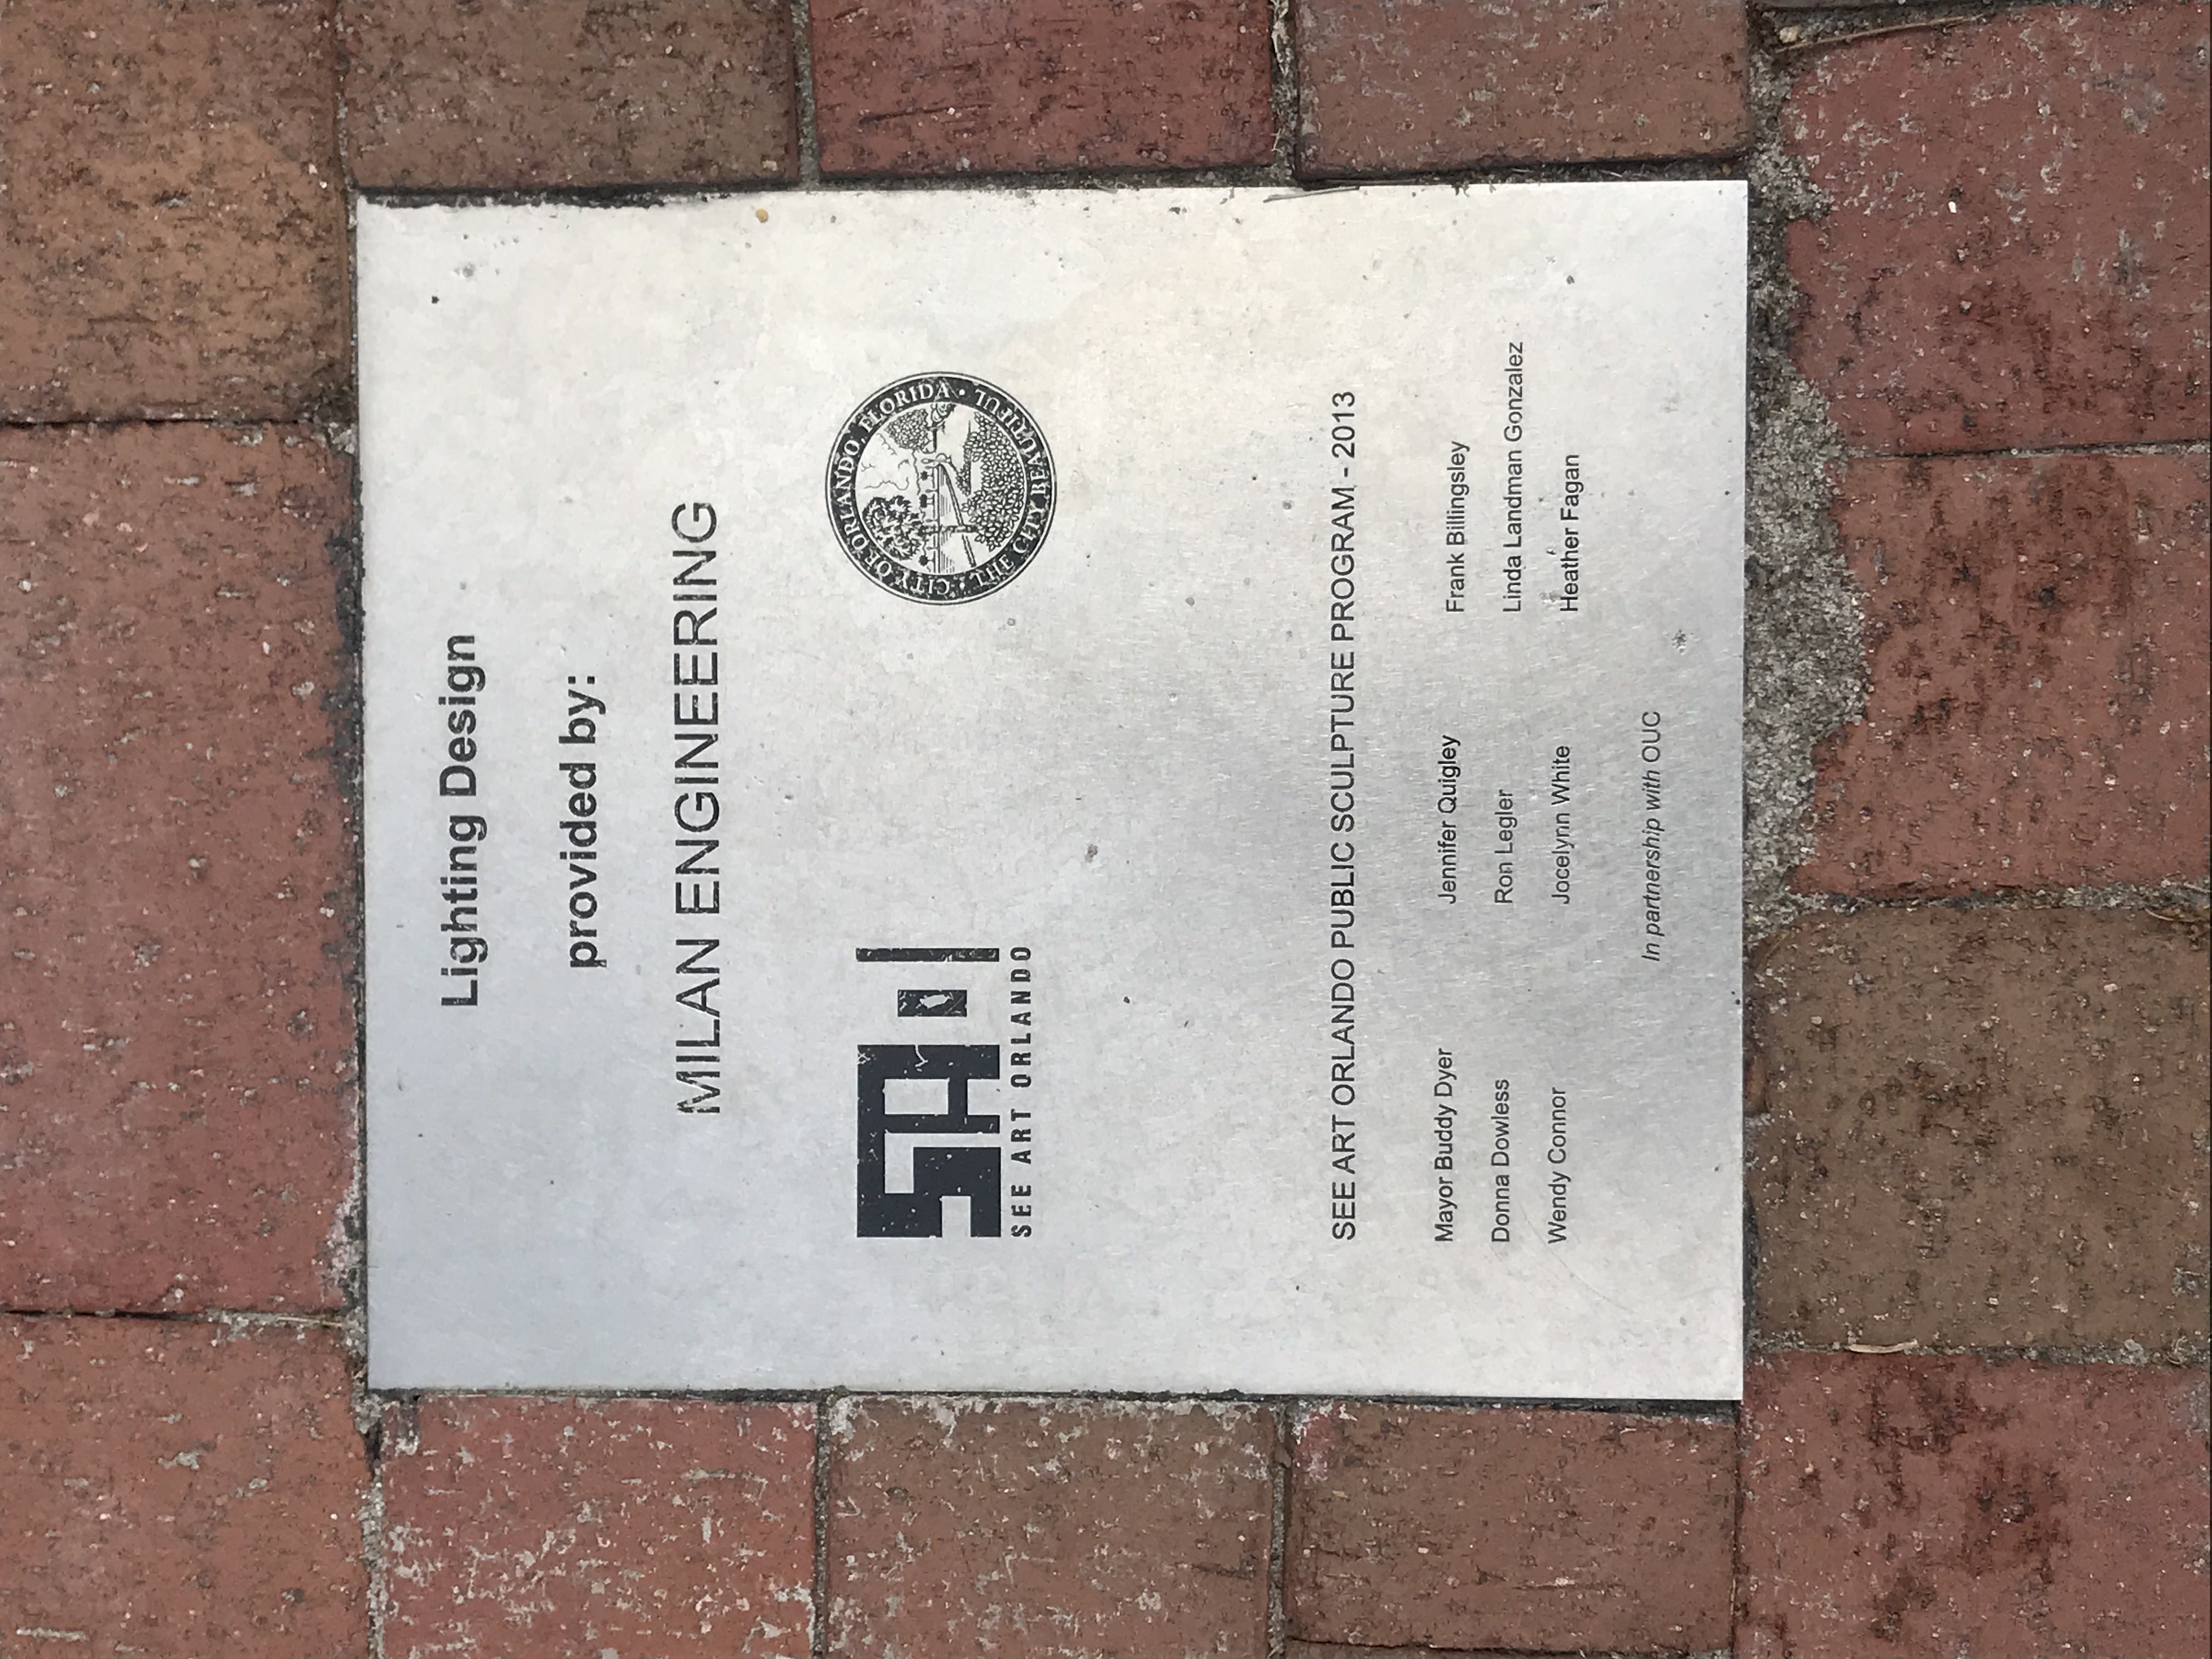 Lighting Design
provided by:
MILAN ENGINEERING
SAO
SEE ART ORLANDO
CITY OF ORLANDO, FLORIDA
THE CITY BEAUTIFUL
SEE ART ORLANDO PUBLIC SCULPTURE PROGRAM - 2013
Mayor Buddy Dyer
Donna Dowless
Wendy Connor
Jennifer Quigley
Ron Legler
Jocelynn White
Frank Billingsley
Linda Landman Gonzalez
Heather Fagan
In partnership with OUC